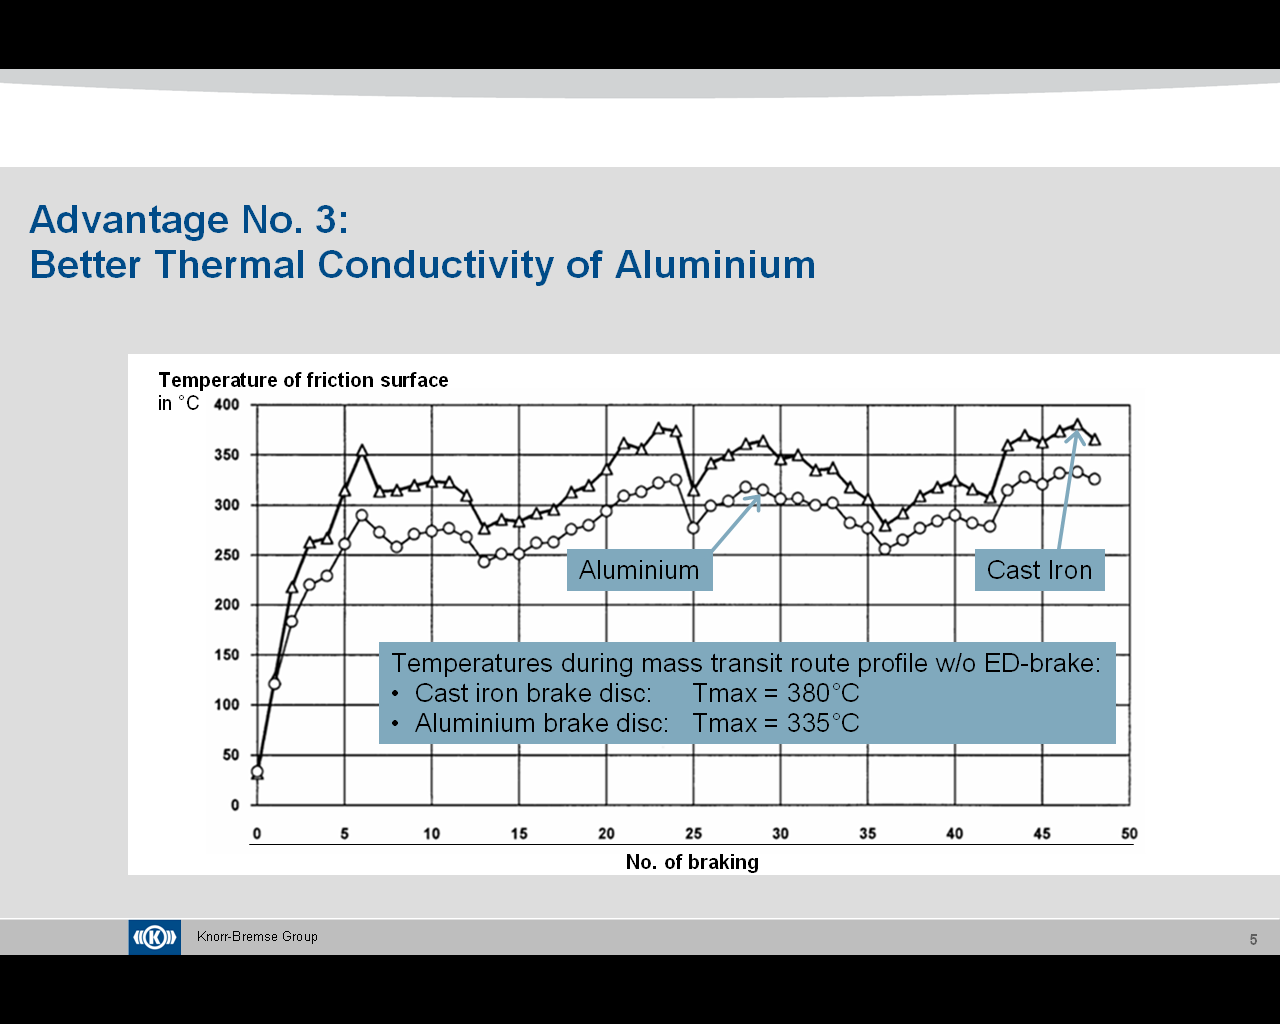 Advantage No. 3:
Better Thermal Conductivity of Aluminium
Temperature of friction surface
in °C
400
350
300
250
200
150
100
50
0
Aluminium
Cast Iron
Temperatures during mass transit route profile w/o ED-brake:
• Cast iron brake disc: Tmax = 380°C
• Aluminium brake disc: Tmax = 335°C
0 5 10 15 20 25 30 35 40 45 50
No. of braking
K
Knorr-Bremse Group
5